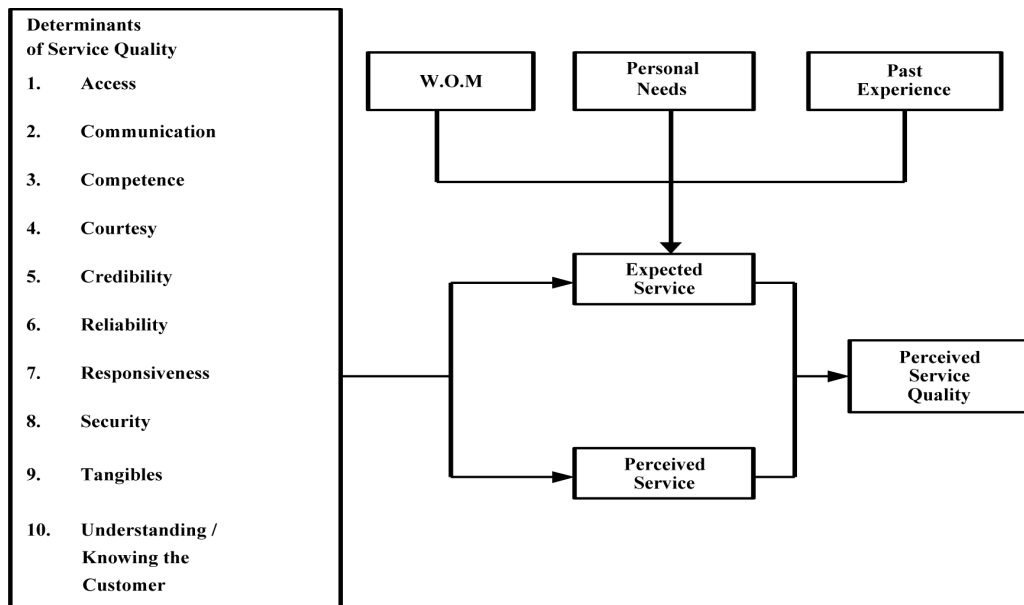 Determinants
of Service Quality
1. Access
2. Communication
3. Competence
4. Courtesy
5. Credibility
6. Reliability
7. Responsiveness
8. Security
9. Tangibles
10. Understanding /
Knowing the
Customer
W.O.M
Personal
Needs
Past
Experience
Expected
Service
Perceived
Service
Perceived
Service
Quality